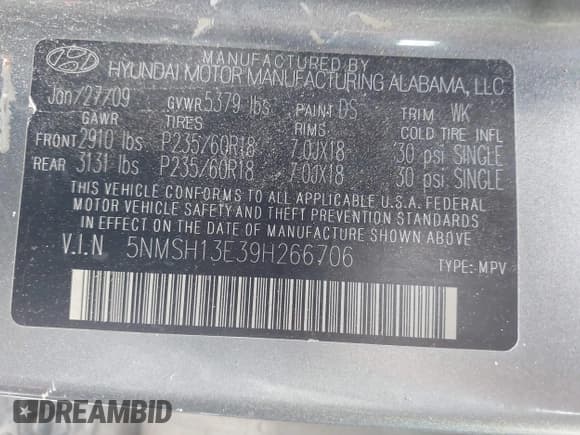 MANUFACTURED BY
HYUNDAI MOTOR MANUFACTURING ALABAMA, LLC
Jan/27/09 GVWR 5379 lbs PAINT DS TRIM WK
GAWR TIRES RIMS COLD TIRE INFL
FRONT 2910 lbs P235/60R18 7.0JX18 30 psi SINGLE
REAR 3131 lbs P235/60R18 7.0JX18 30 psi SINGLE
THIS VEHICLE CONFORMS TO ALL APPLICABLE U.S.A. FEDERAL
MOTOR VEHICLE SAFETY AND THEFT PREVENTION STANDARDS
IN EFFECT ON THE DATE OF MANUFACTURE SHOWN ABOVE.
V.I.N 5NMSH13E39H266706 TYPE: MPV
DREAMBID